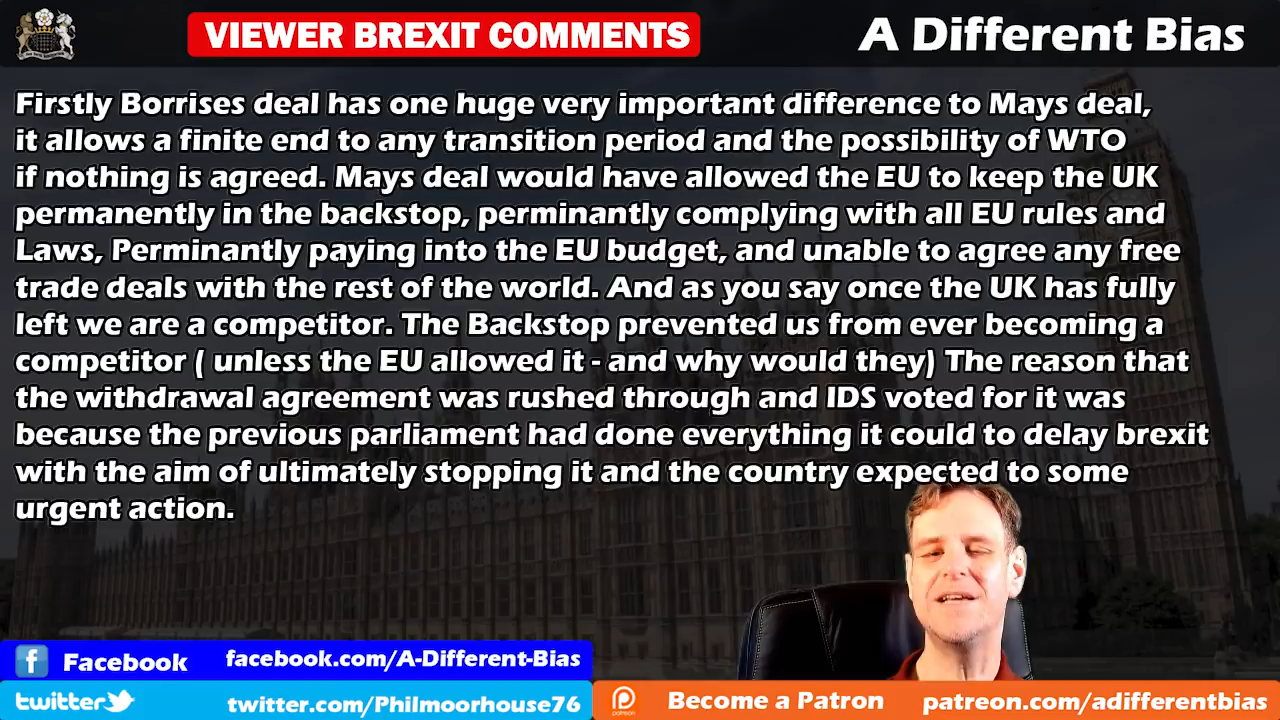 VIEWER BREXIT COMMENTS
A Different Bias
Firstly Borrises deal has one huge very important difference to Mays deal,
it allows a finite end to any transition period and the possibility of WTO
if nothing is agreed. Mays deal would have allowed the EU to keep the UK
permanently in the backstop, perminantly complying with all EU rules and
Laws, Perminantly paying into the EU budget, and unable to agree any free
trade deals with the rest of the world. And as you say once the UK has fully
left we are a competitor. The Backstop prevented us from ever becoming a
competitor ( unless the EU allowed it - and why would they) The reason that
the withdrawal agreement was rushed through and IDS voted for it was
because the previous parliament had done everything it could to delay brexit
with the aim of ultimately stopping it and the country expected to some
urgent action.
f Facebook facebook.com/A-Different-Bias
twitter twitter.com/Philmoorhouse76
Become a Patron patreon.com/adifferentbias